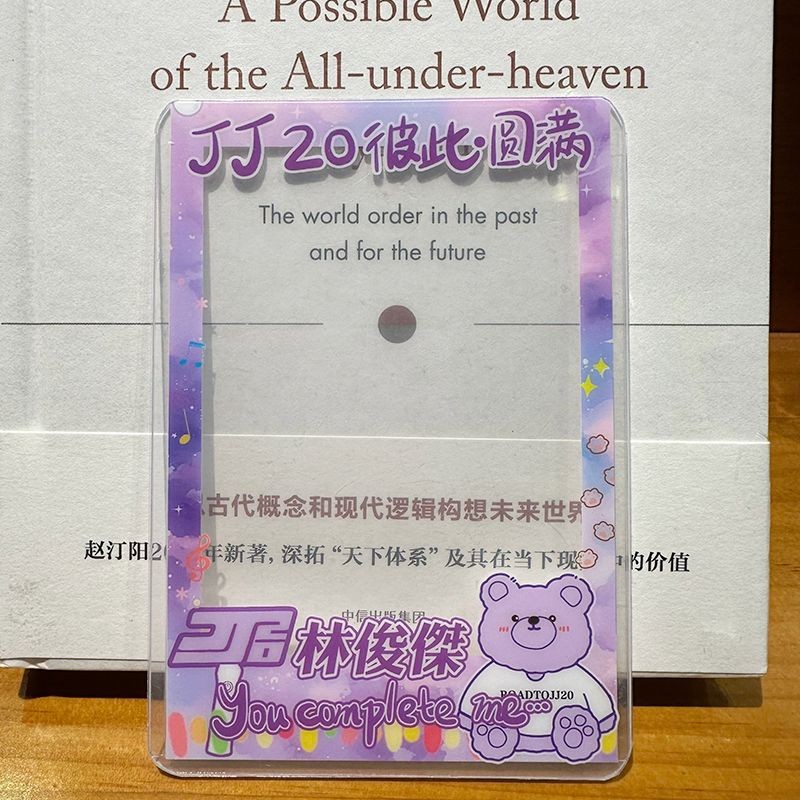 A Possible World
of the All-under-heaven
JJ20彼此·圆满
The world order in the past
and for the future
古代概念和现代逻辑构想未来世界
赵汀阳20 年新著，深拓“天下体系”及其在当下现 中的价值
中信出版集团
林俊傑
ROADTOJJ20
You complete me...